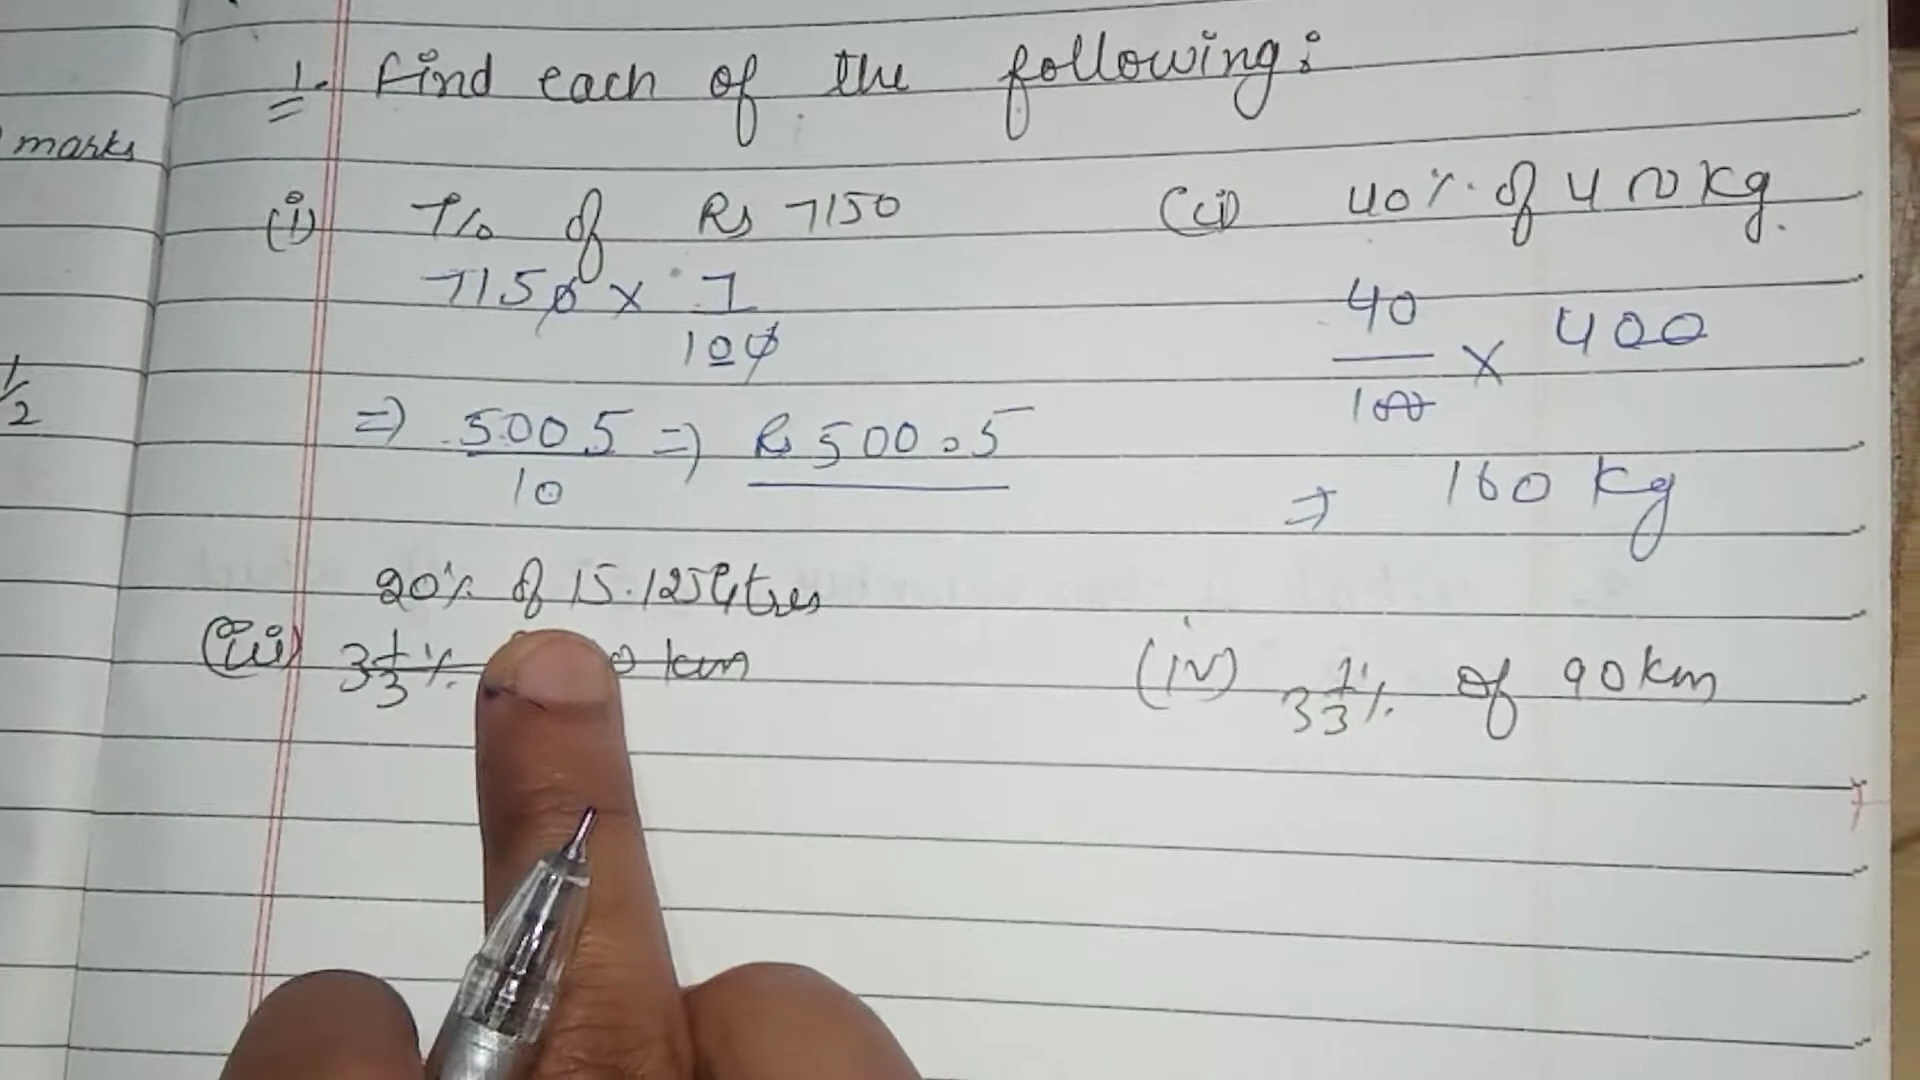 marks
1/2
1. Find each of the following:
(i) 7% of Rs 7150
7150 × 7/100
=> 5005/10 => Rs 500.5
(ii) 40% of 400 kg.
40/100 × 400
=> 160 kg
20% of 15.125 litres
(iii) 3 1/3 % km
(iv) 3 1/3 % of 90 km